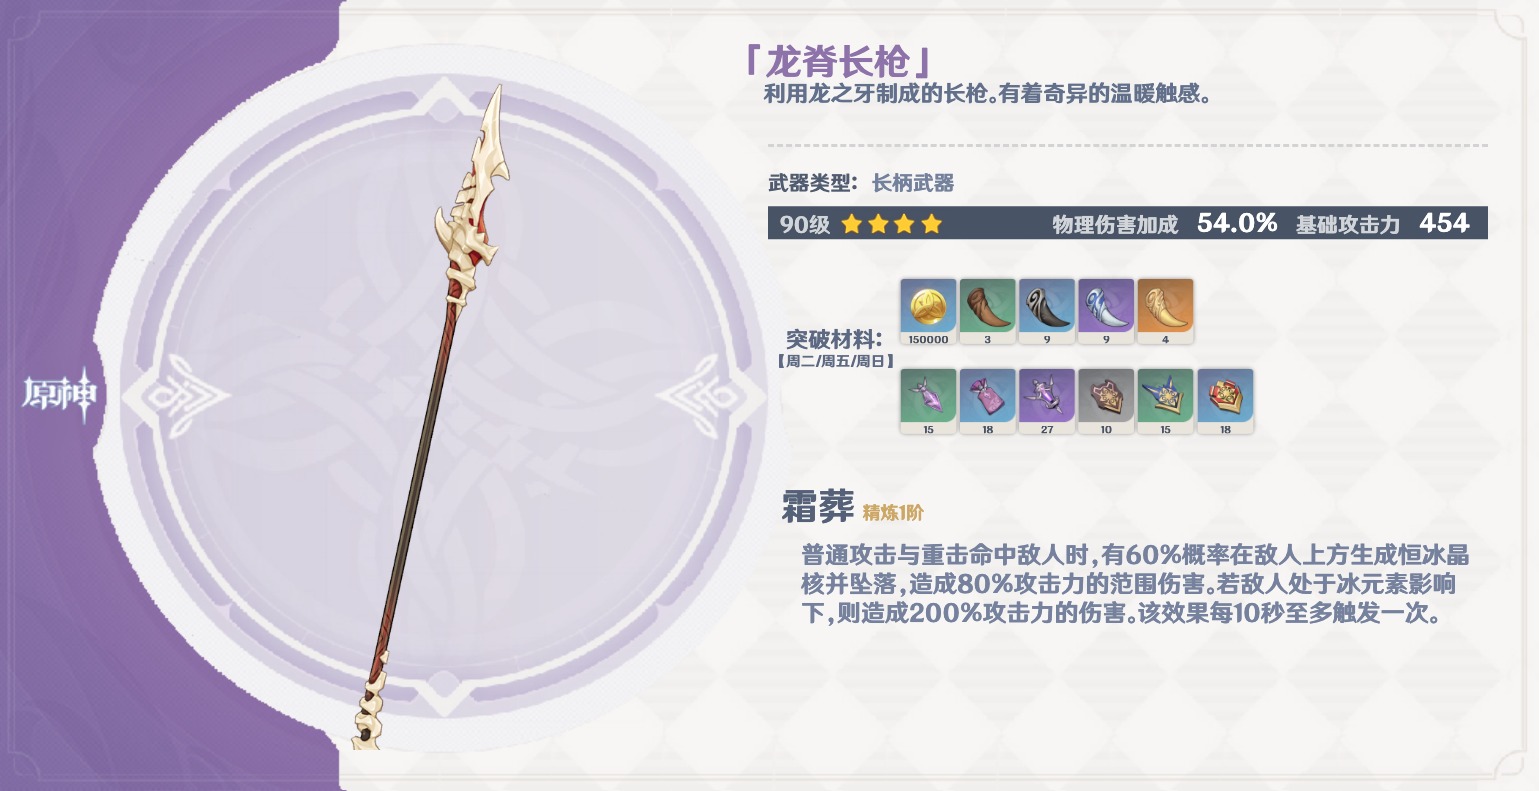 「龙脊长枪」
利用龙之牙制成的长枪。有着奇异的温暖触感。
武器类型: 长柄武器
90级 物理伤害加成 54.0% 基础攻击力 454
150000 3 9 9 4
突破材料:
【周二/周五/周日】
原神
15 18 27 10 15 18
霜葬 精炼1阶
普通攻击与重击命中敌人时,有60%概率在敌人上方生成恒冰晶
核并坠落,造成80%攻击力的范围伤害。若敌人处于冰元素影响
下,则造成200%攻击力的伤害。该效果每10秒至多触发一次。